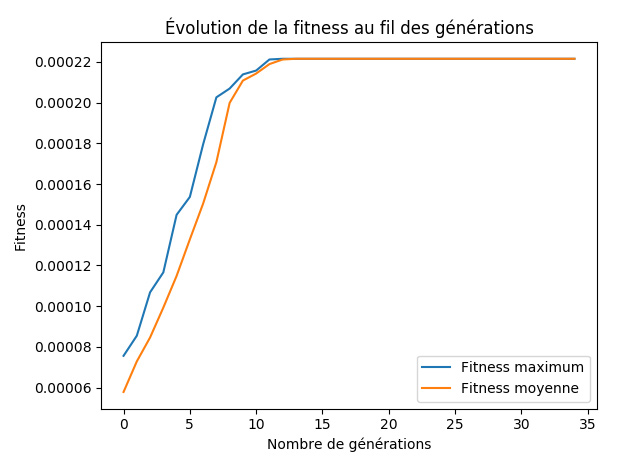 Évolution de la fitness au fil des générations
0.00022
0.00020
0.00018
0.00016
0.00014
0.00012
0.00010
0.00008
0.00006
Fitness
Fitness maximum
Fitness moyenne
0 5 10 15 20 25 30 35
Nombre de générations